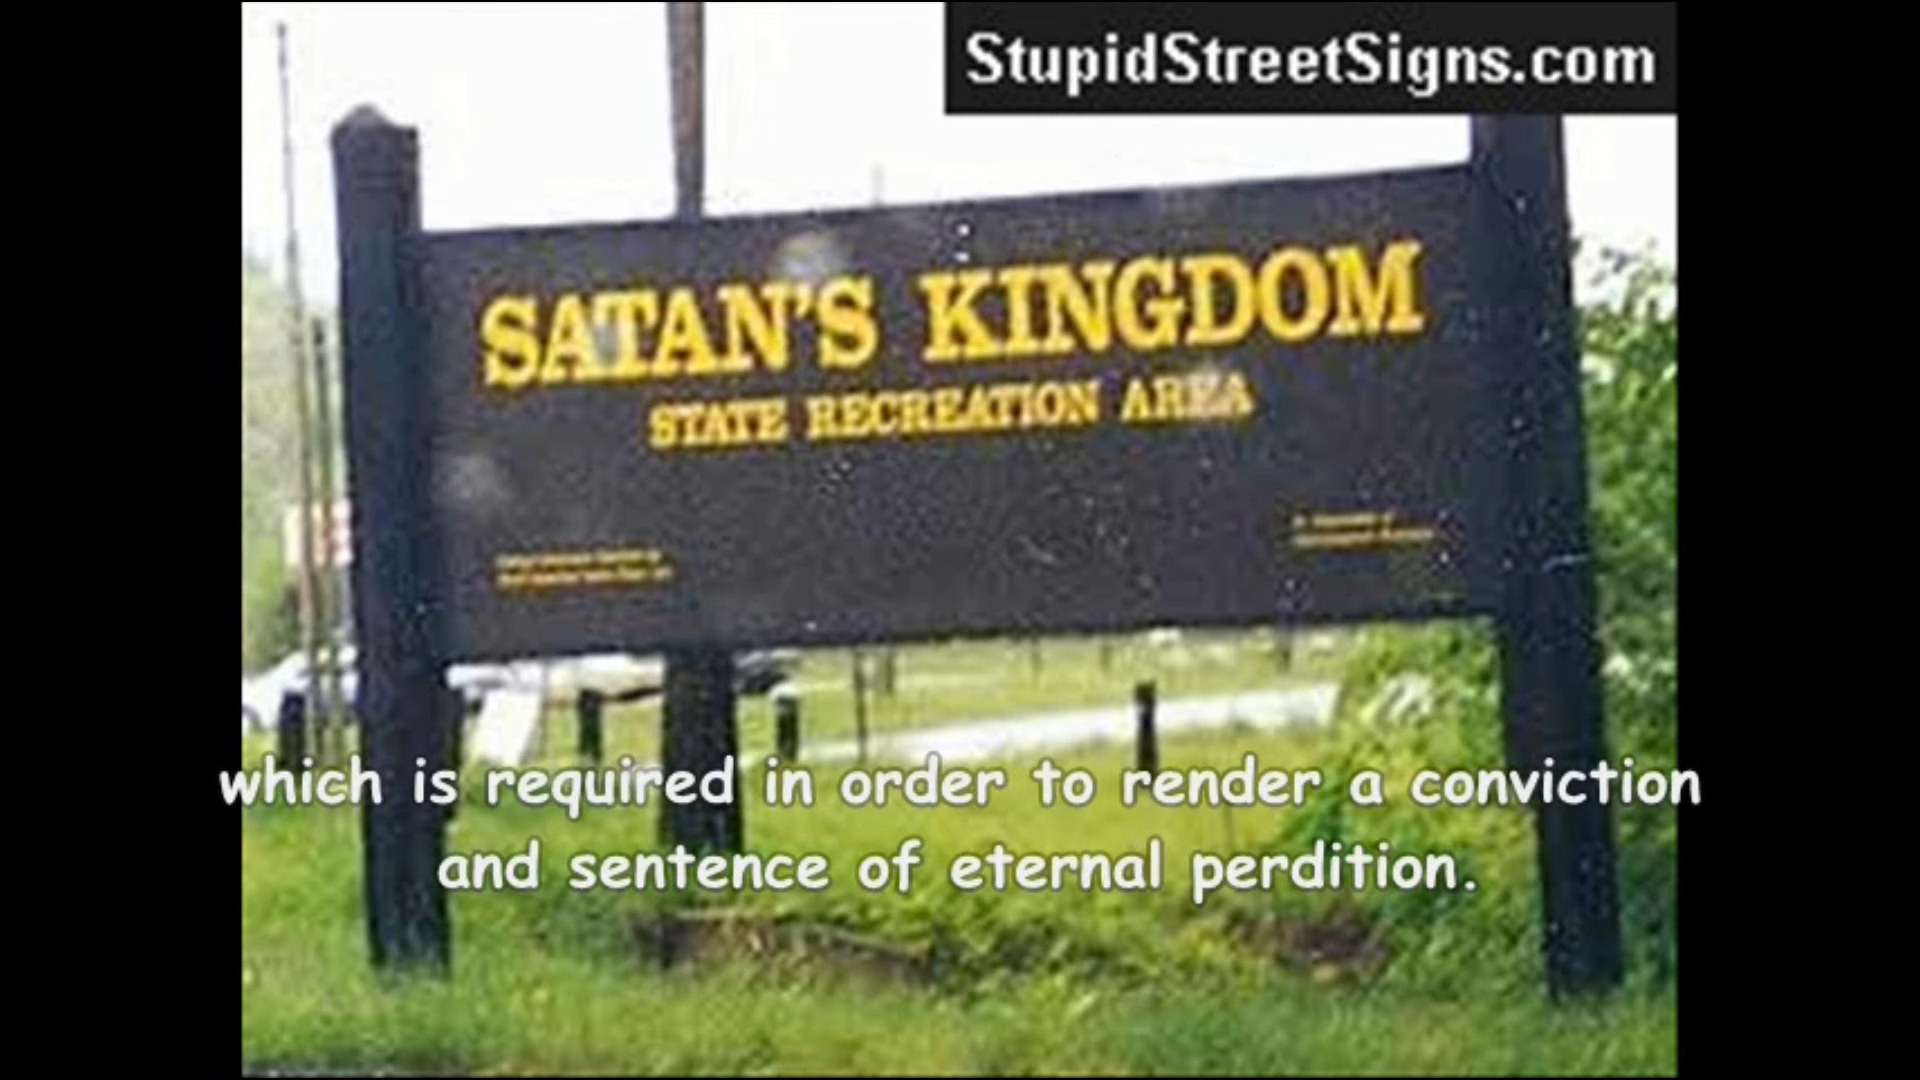 StupidStreetSigns.com
SATAN'S KINGDOM
STATE RECREATION AREA
which is required in order to render a conviction
and sentence of eternal perdition.